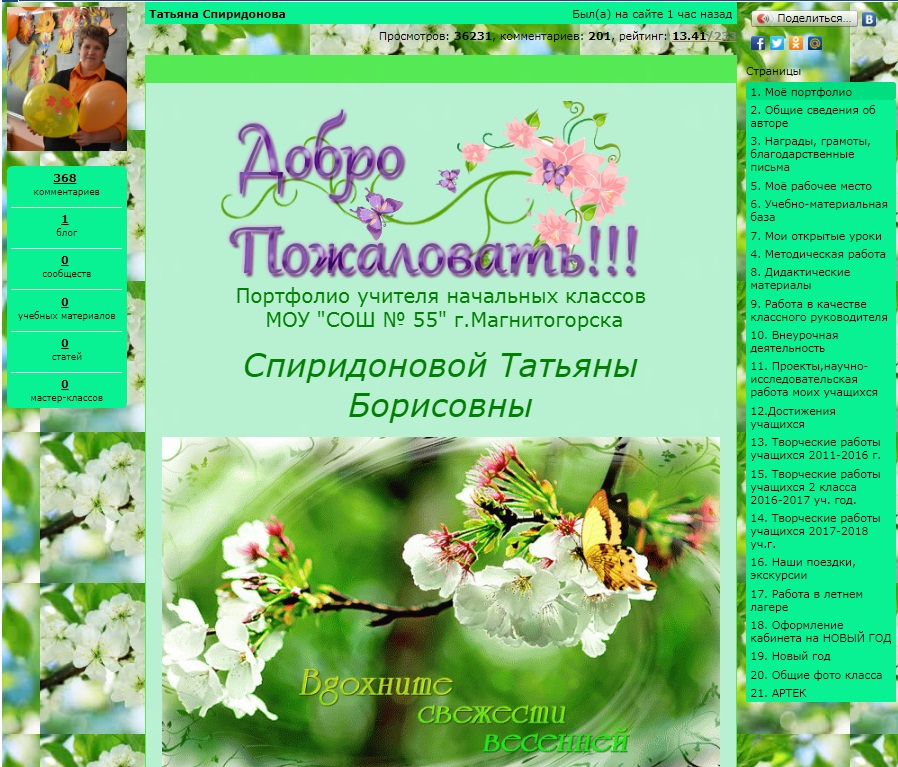 Татьяна Спиридонова
Был(а) на сайте 1 час назад
Просмотров: 36231, комментариев: 201, рейтинг: 13.41/233
368
комментариев
1
блог
0
сообществ
0
учебных материалов
0
статей
0
мастер-классов
Добро
Пожаловать!!!
Портфолио учителя начальных классов
МОУ "СОШ № 55" г.Магнитогорска
Спиридоновой Татьяны
Борисовны
Вдохните
свежести
весенней
Поделиться...
Страницы
1. Моё портфолио
2. Общие сведения об
авторе
3. Награды, грамоты,
благодарственные
письма
5. Моё рабочее место
6. Учебно-материальная
база
7. Мои открытые уроки
4. Методическая работа
8. Дидактические
материалы
9. Работа в качестве
классного руководителя
10. Внеурочная
деятельность
11. Проекты,научно-
исследовательская
работа моих учащихся
12.Достижения
учащихся
13. Творческие работы
учащихся 2011-2016 г.
15. Творческие работы
учащихся 2 класса
2016-2017 уч. год.
14. Творческие работы
учащихся 2017-2018
уч.г.
16. Наши поездки,
экскурсии
17. Работа в летнем
лагере
18. Оформление
кабинета на НОВЫЙ ГОД
19. Новый год
20. Общие фото класса
21. АРТЕК